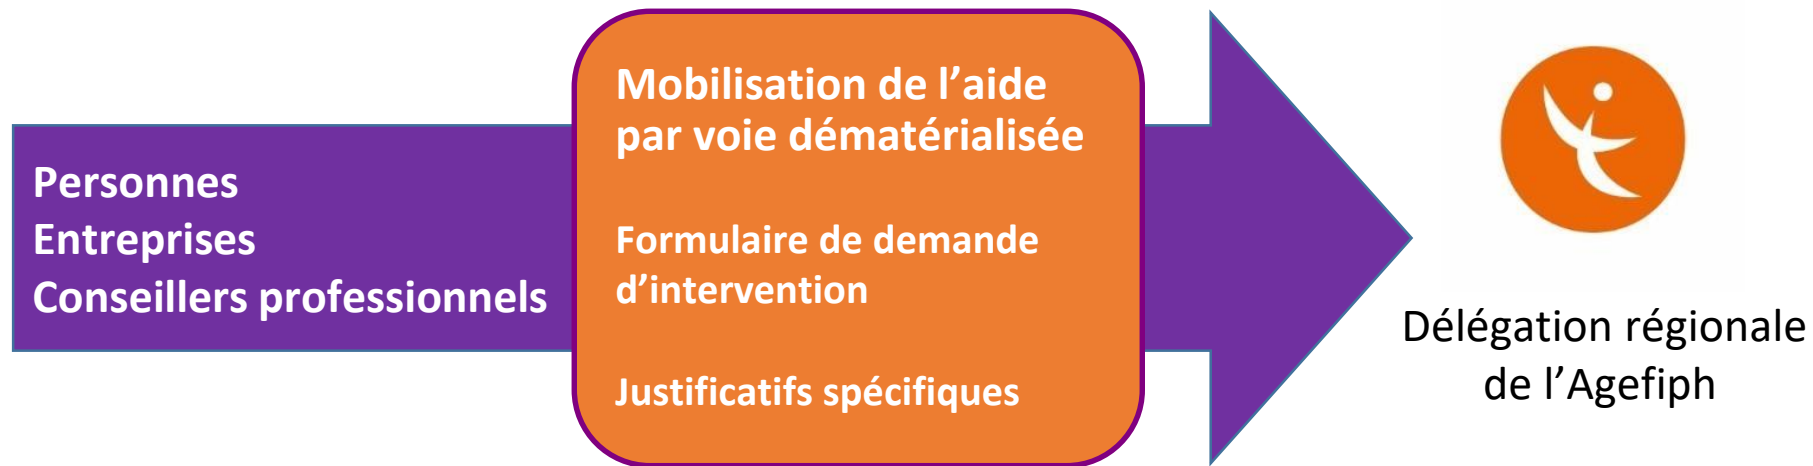 Personnes
Entreprises
Conseillers professionnels
Mobilisation de l’aide
par voie dématérialisée
Formulaire de demande
d’intervention
Justificatifs spécifiques
Délégation régionale
de l’Agefiph